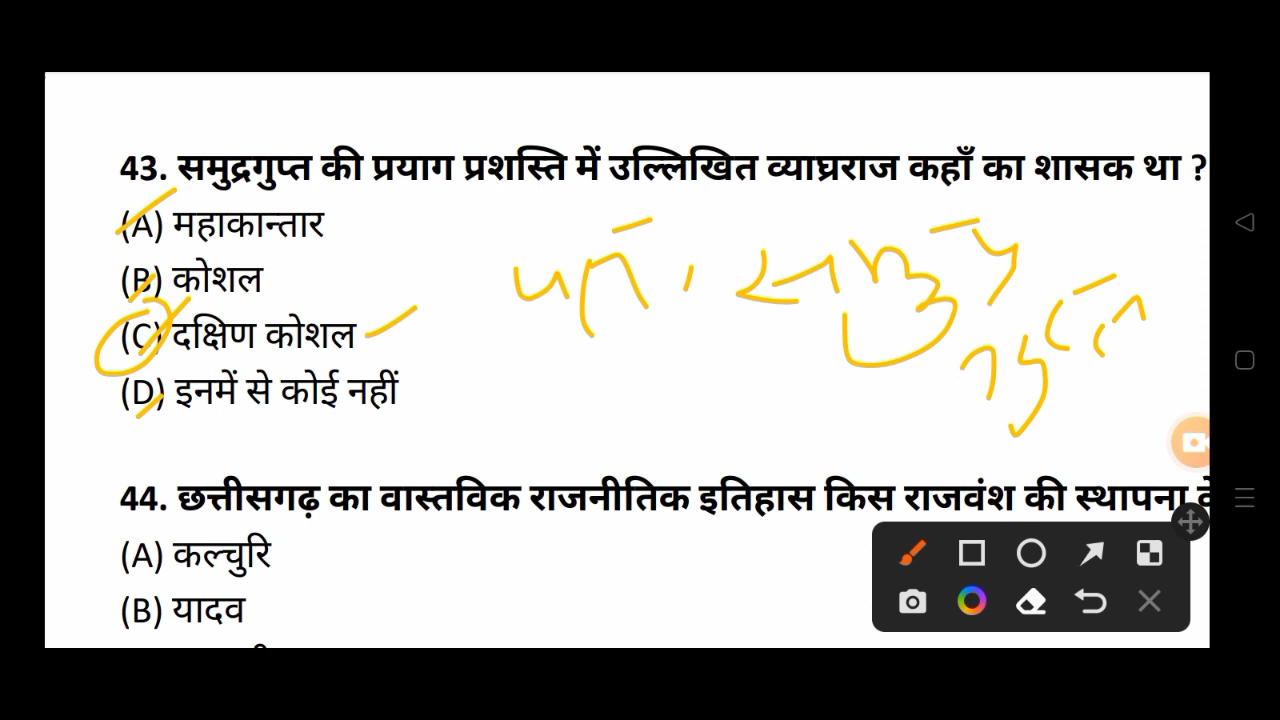 43. समुद्रगुप्त की प्रयाग प्रशस्ति में उल्लिखित व्याघ्रराज कहाँ का शासक था ?
(A) महाकान्तार
(B) कोशल
(C) दक्षिण कोशल
(D) इनमें से कोई नहीं
44. छत्तीसगढ़ का वास्तविक राजनीतिक इतिहास किस राजवंश की स्थापना
(A) कल्चुरि
(B) यादव